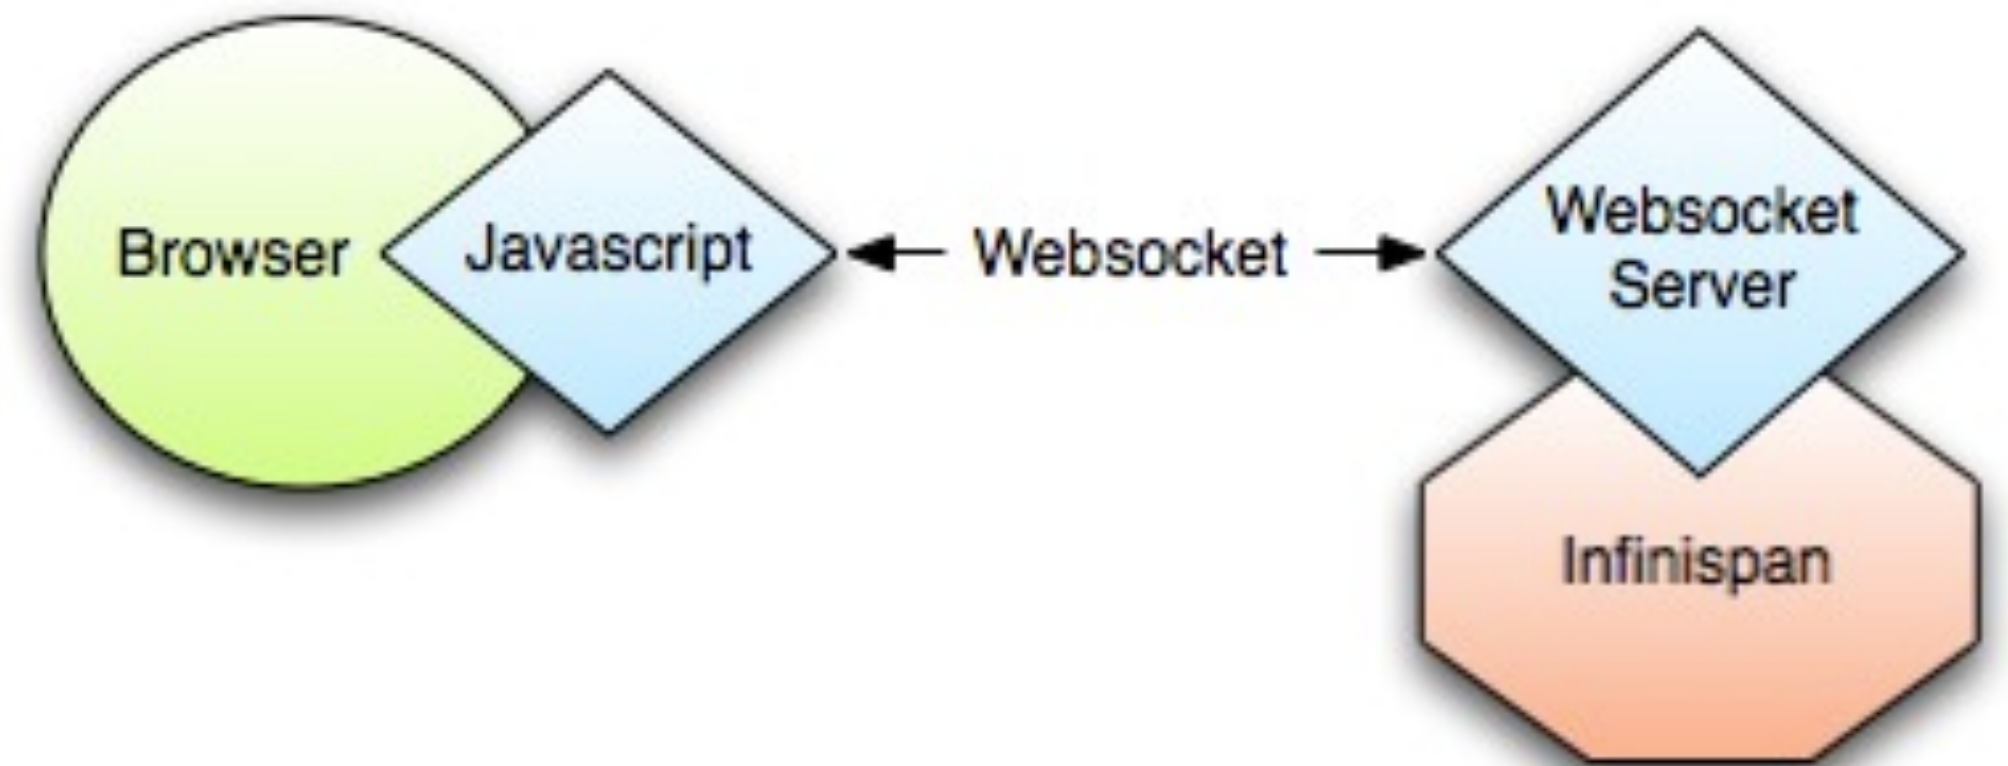 Browser
Javascript
Websocket
Websocket
Server
Infinispan